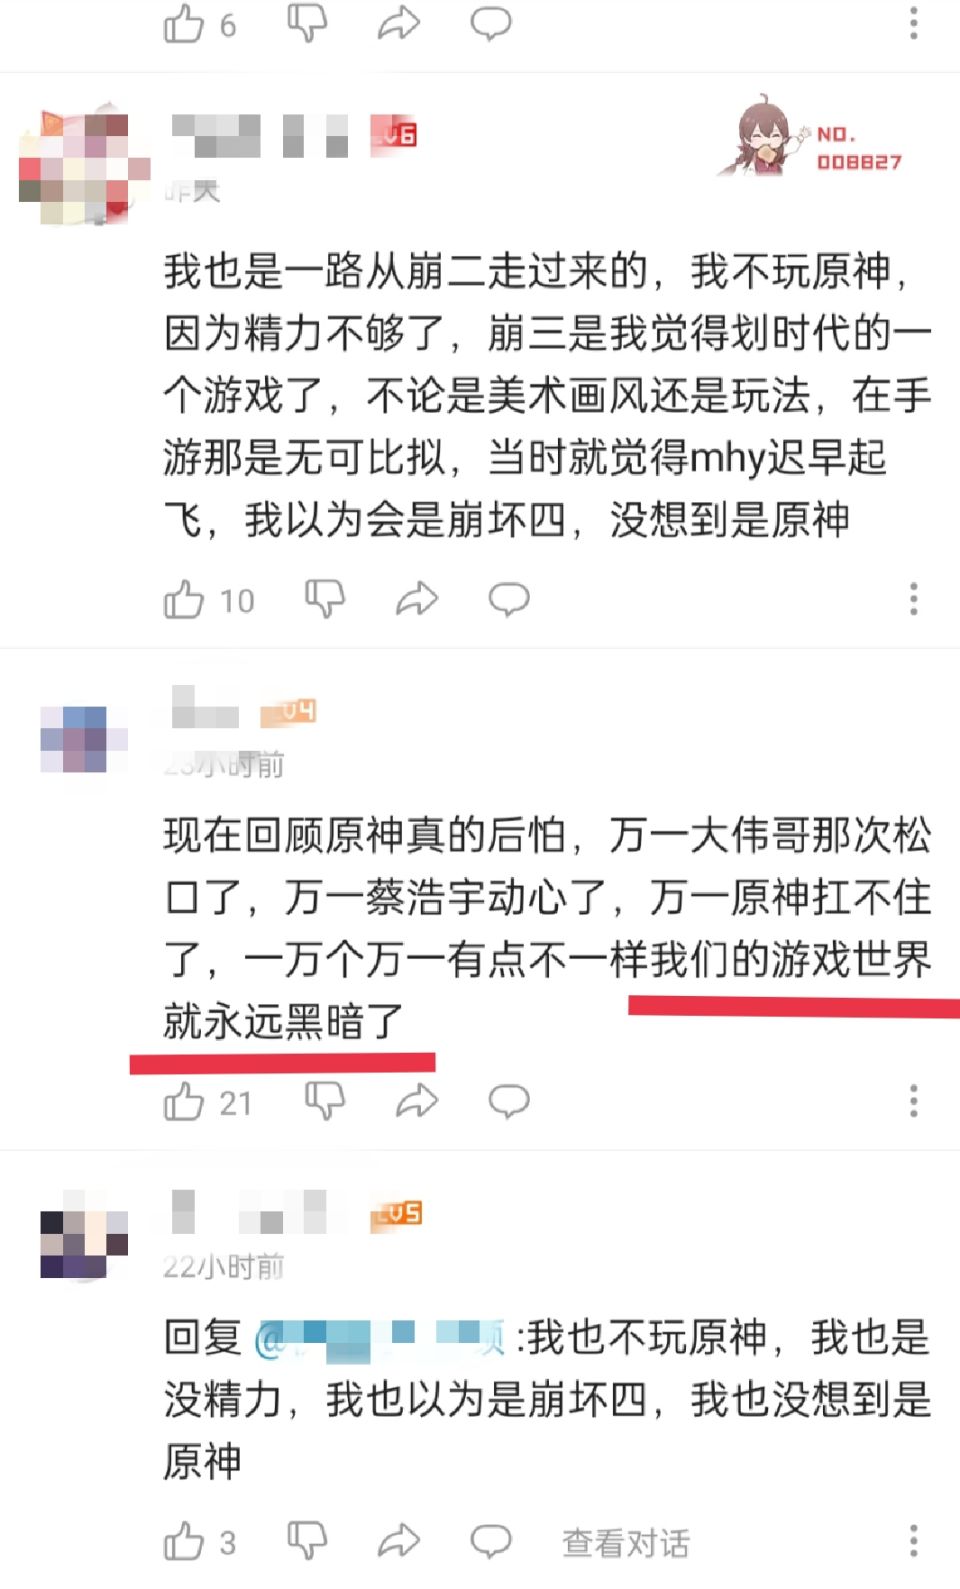 6
LV6
NO.
008827
昨天
我也是一路从崩二走过来的，我不玩原神，
因为精力不够了，崩三是我觉得划时代的一
个游戏了，不论是美术画风还是玩法，在手
游那是无可比拟，当时就觉得mhy迟早起
飞，我以为会是崩坏四，没想到是原神
10
LV4
23小时前
现在回顾原神真的后怕，万一大伟哥那次松
口了，万一蔡浩宇动心了，万一原神扛不住
了，一万个万一有点不一样我们的游戏世界
就永远黑暗了
21
LV5
22小时前
回复 @:我也不玩原神，我也是
没精力，我也以为是崩坏四，我也没想到是
原神
3
查看对话